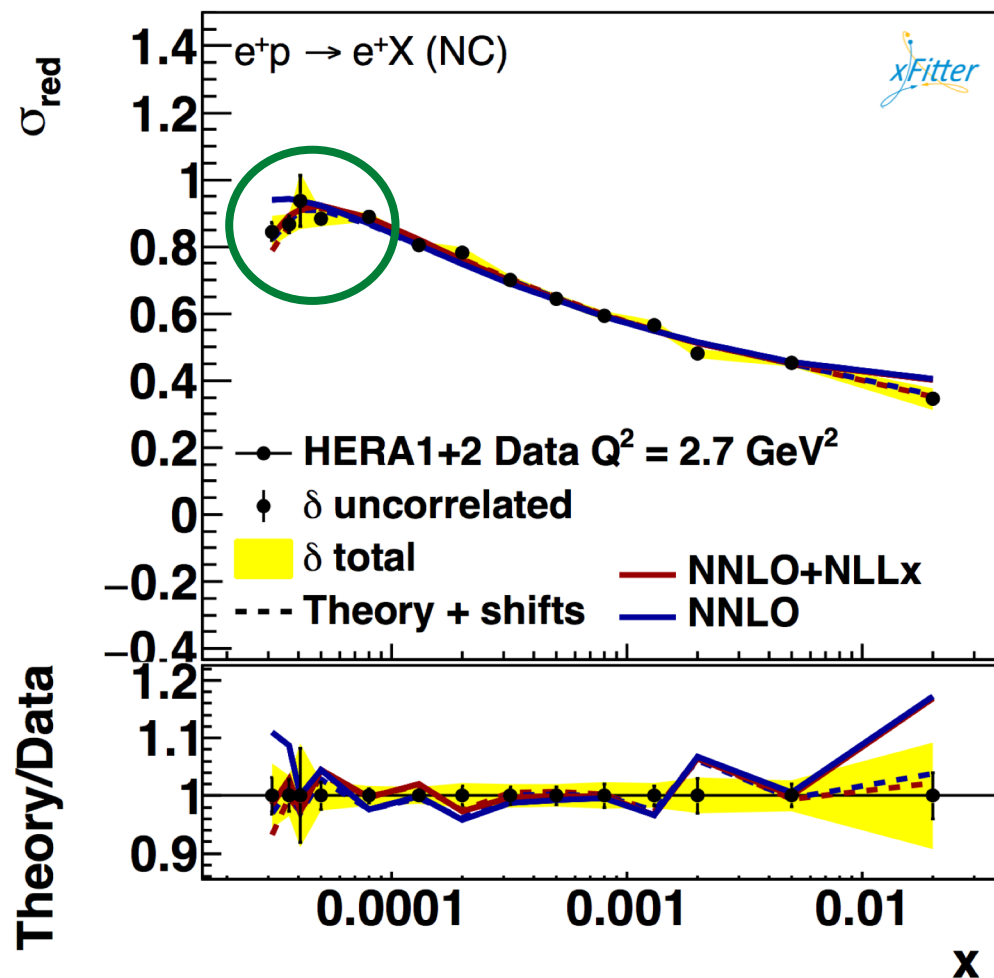 e⁺p → e⁺X (NC)
xFitter
σred
1.4
1.2
1
0.8
0.6
0.4
0.2
0
−0.2
−0.4
HERA1+2 Data Q² = 2.7 GeV²
δ uncorrelated
δ total
Theory + shifts
NNLO+NLLx
NNLO
Theory/Data
1.2
1.1
1
0.9
0.0001
0.001
0.01
x